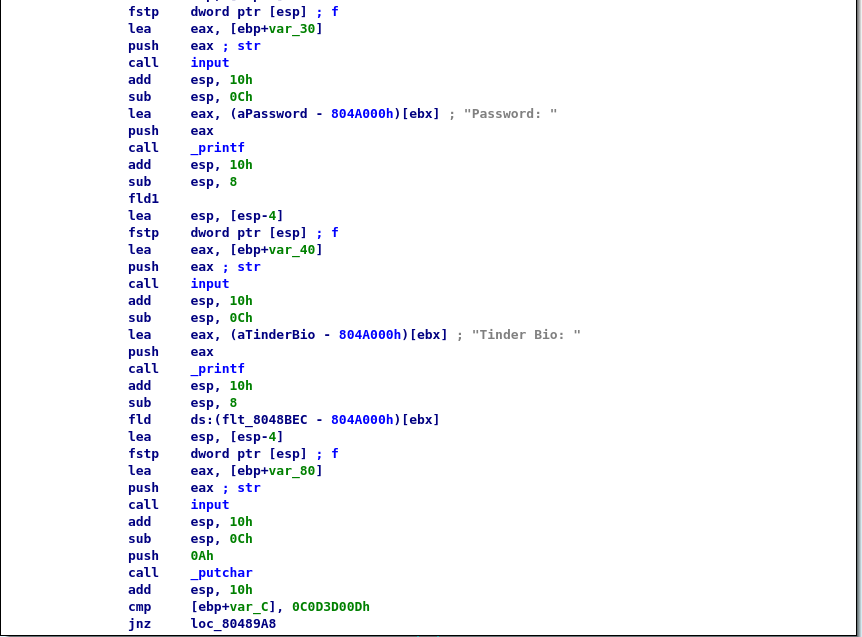 fstp dword ptr [esp] ; f
lea eax, [ebp+var_30]
push eax ; str
call input
add esp, 10h
sub esp, 0Ch
lea eax, (aPassword - 804A000h)[ebx] ; "Password: "
push eax
call _printf
add esp, 10h
sub esp, 8
fld1
lea esp, [esp-4]
fstp dword ptr [esp] ; f
lea eax, [ebp+var_40]
push eax ; str
call input
add esp, 10h
sub esp, 0Ch
lea eax, (aTinderBio - 804A000h)[ebx] ; "Tinder Bio: "
push eax
call _printf
add esp, 10h
sub esp, 8
fld ds:(flt_8048BEC - 804A000h)[ebx]
lea esp, [esp-4]
fstp dword ptr [esp] ; f
lea eax, [ebp+var_80]
push eax ; str
call input
add esp, 10h
sub esp, 0Ch
push 0Ah
call _putchar
add esp, 10h
cmp [ebp+var_C], 0C0D3D00Dh
jnz loc_80489A8